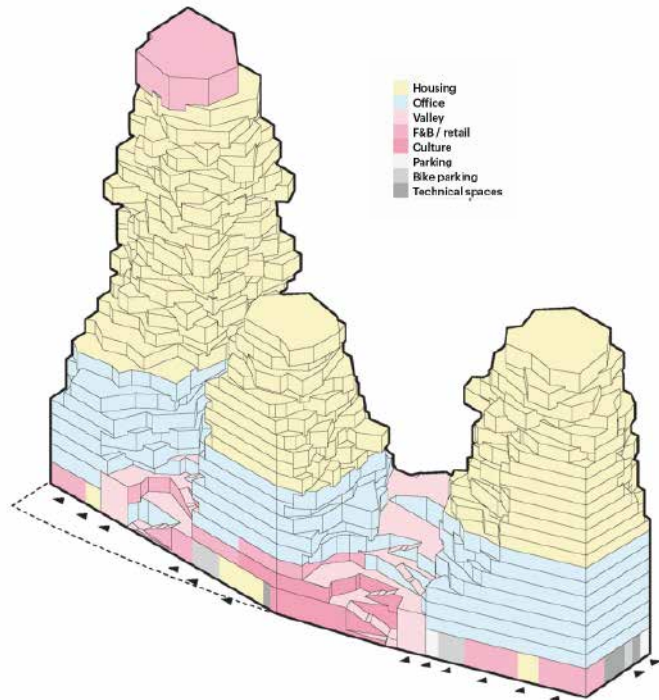 Housing
Office
Valley
F&B / retail
Culture
Parking
Bike parking
Technical spaces